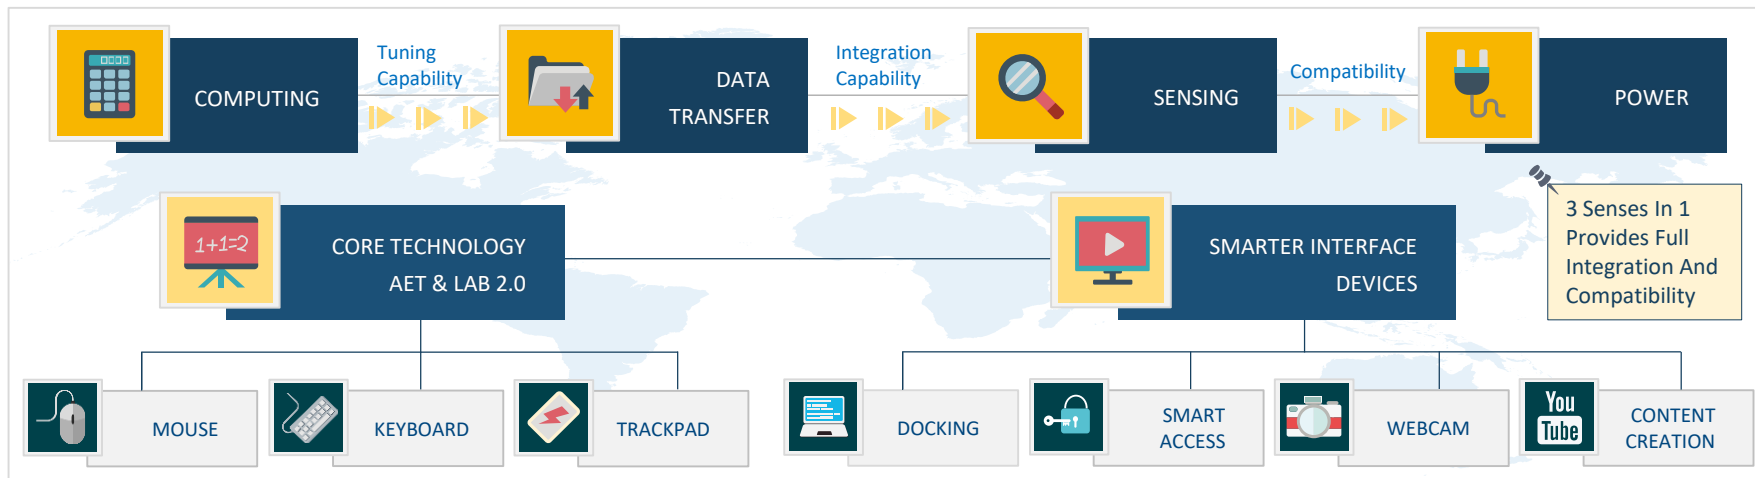 COMPUTING
Tuning
Capability
DATA
TRANSFER
Integration
Capability
SENSING
Compatibility
POWER
1+1=2
CORE TECHNOLOGY
AET & LAB 2.0
SMARTER INTERFACE
DEVICES
3 Senses In 1
Provides Full
Integration And
Compatibility
MOUSE
KEYBOARD
TRACKPAD
DOCKING
SMART
ACCESS
WEBCAM
You
Tube
CONTENT
CREATION